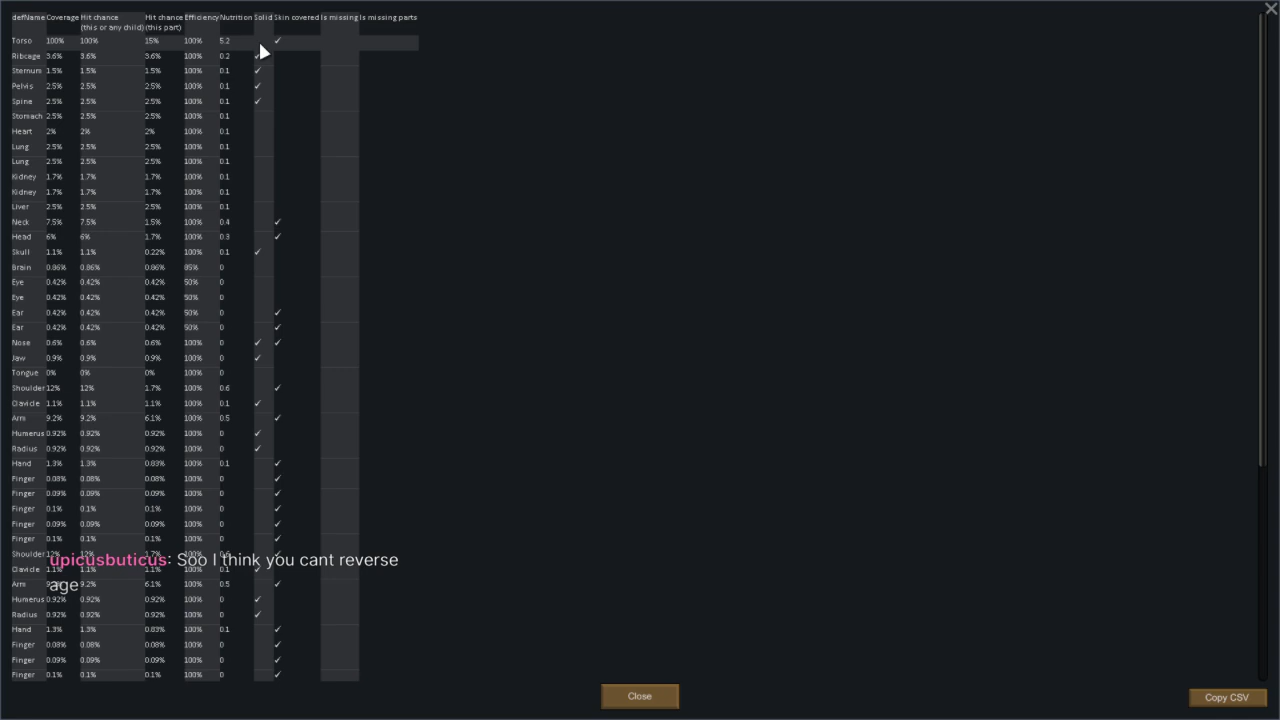 defName Coverage Hit chance (this or any child) Hit chance (this part) Efficiency Nutrition Solid Skin covered Is missing Is missing parts
Torso 100% 100% 15% 100% 5.2 ✓
Ribcage 3.6% 3.6% 3.6% 100% 0.2
Sternum 1.5% 1.5% 1.5% 100% 0.1 ✓
Pelvis 2.5% 2.5% 2.5% 100% 0.1 ✓
Spine 2.5% 2.5% 2.5% 100% 0.1 ✓
Stomach 2.5% 2.5% 2.5% 100% 0.1
Heart 2% 2% 2% 100% 0.1
Lung 2.5% 2.5% 2.5% 100% 0.1
Lung 2.5% 2.5% 2.5% 100% 0.1
Kidney 1.7% 1.7% 1.7% 100% 0.1
Kidney 1.7% 1.7% 1.7% 100% 0.1
Liver 2.5% 2.5% 2.5% 100% 0.1
Neck 7.5% 7.5% 1.5% 100% 0.4 ✓
Head 6% 6% 1.7% 100% 0.3 ✓
Skull 1.1% 1.1% 0.22% 100% 0.1 ✓
Brain 0.86% 0.86% 0.86% 85% 0
Eye 0.42% 0.42% 0.42% 50% 0
Eye 0.42% 0.42% 0.42% 50% 0
Ear 0.42% 0.42% 0.42% 50% 0 ✓
Ear 0.42% 0.42% 0.42% 50% 0 ✓
Nose 0.6% 0.6% 0.6% 100% 0 ✓ ✓
Jaw 0.9% 0.9% 0.9% 100% 0 ✓
Tongue 0% 0% 0% 100% 0
Shoulder 12% 12% 1.7% 100% 0.6 ✓
Clavicle 1.1% 1.1% 1.1% 100% 0.1 ✓
Arm 9.2% 9.2% 6.1% 100% 0.5 ✓
Humerus 0.92% 0.92% 0.92% 100% 0 ✓
Radius 0.92% 0.92% 0.92% 100% 0 ✓
Hand 1.3% 1.3% 0.83% 100% 0.1 ✓
Finger 0.08% 0.08% 0.08% 100% 0 ✓
Finger 0.09% 0.09% 0.09% 100% 0 ✓
Finger 0.1% 0.1% 0.1% 100% 0 ✓
Finger 0.09% 0.09% 0.09% 100% 0 ✓
Finger 0.1% 0.1% 0.1% 100% 0 ✓
Shoulder 12% 12% 1.7%
upicusbuticus: Soo I think you cant reverse
Clavicle 1.1% 1.1% 1.1% 100% 0.1 ✓
age
Arm 9.2% 6.1% 100% 0.5 ✓
Humerus 0.92% 0.92% 0.92% 100% 0 ✓
Radius 0.92% 0.92% 0.92% 100% 0 ✓
Hand 1.3% 1.3% 0.83% 100% 0.1 ✓
Finger 0.08% 0.08% 0.08% 100% 0 ✓
Finger 0.09% 0.09% 0.09% 100% 0 ✓
Finger 0.1% 0.1% 0.1% 100% 0 ✓
Close
Copy CSV